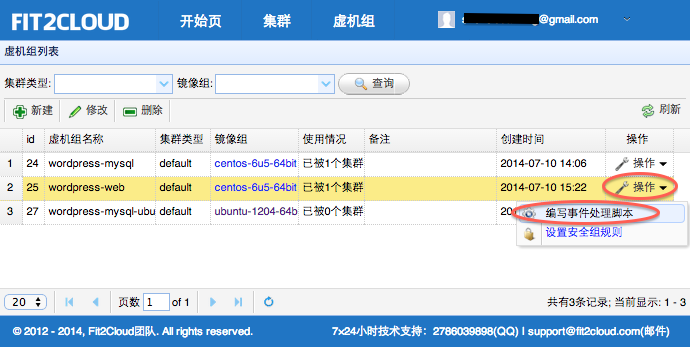 FIT2CLOUD 开始页 集群 虚机组 @gmail.com
虚机组列表
集群类型: 镜像组: 查询
新建 修改 删除 刷新
id 虚机组名称 集群类型 镜像组 使用情况 备注 创建时间 操作
1 24 wordpress-mysql default centos-6u5-64bit 已被1个集群 2014-07-10 14:06 操作
2 25 wordpress-web default centos-6u5-64bit 已被1个集群 2014-07-10 15:22 操作
3 27 wordpress-mysql-ubu default ubuntu-1204-64b 已被0个集群 20
编写事件处理脚本
设置安全组规则
20 页数 1 of 1 共有3条记录; 当前显示: 1 - 3
© 2012 - 2014, Fit2Cloud团队. All rights reserved. 7x24小时技术支持: 2786039898(QQ) | support@fit2cloud.com(邮件)